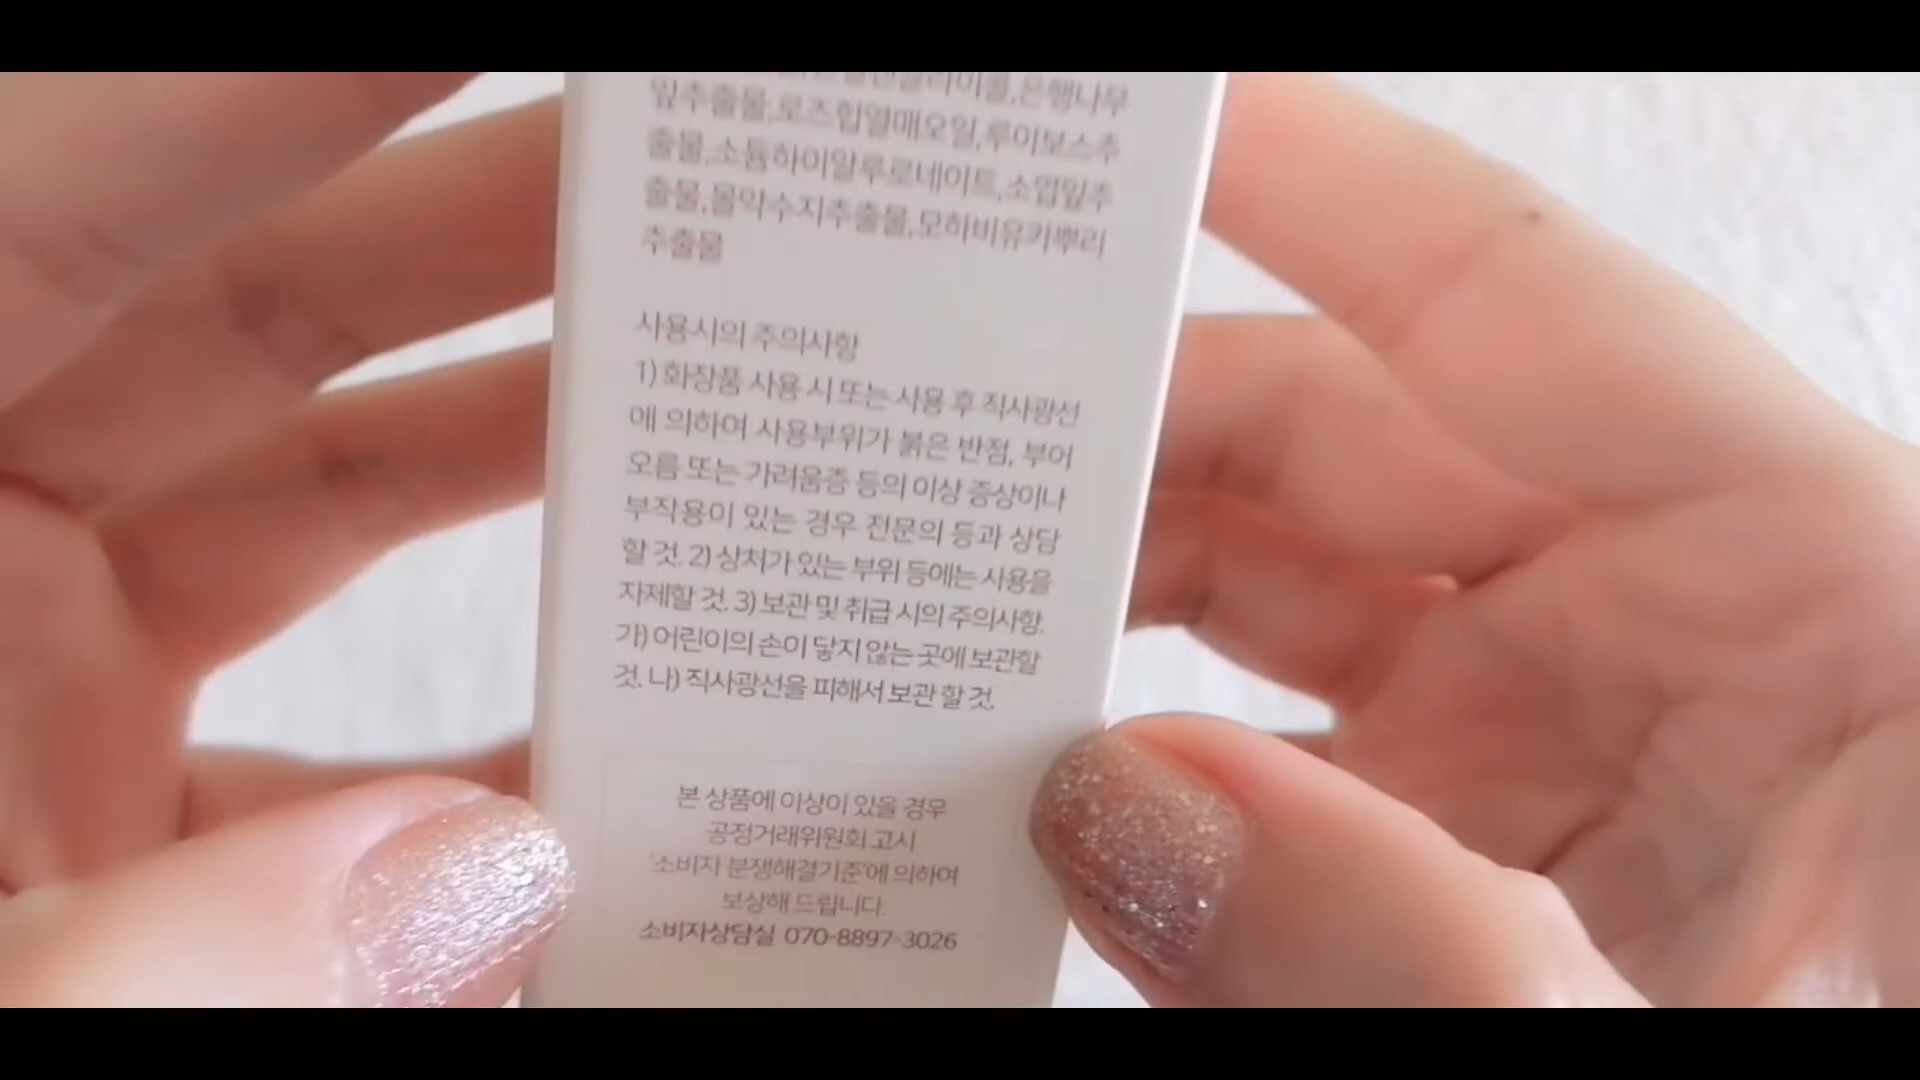 은행나무
잎추출물,로즈힙열매오일,루이보스추
출물,소듐하이알루로네이트,소엽잎추
출물,몰약수지추출물,모하비유카뿌리
추출물
사용시의 주의사항
1) 화장품 사용 시 또는 사용 후 직사광선
에 의하여 사용부위가 붉은 반점, 부어
오름 또는 가려움증 등의 이상 증상이나
부작용이 있는 경우 전문의 등과 상담
할 것. 2) 상처가 있는 부위 등에는 사용을
자제할 것. 3) 보관 및 취급 시의 주의사항.
가) 어린이의 손이 닿지 않는 곳에 보관할
것. 나) 직사광선을 피해서 보관 할 것.
본 상품에 이상이 있을 경우
공정거래위원회 고시
'소비자 분쟁해결기준'에 의하여
보상해 드립니다.
소비자상담실 070-8897-3026